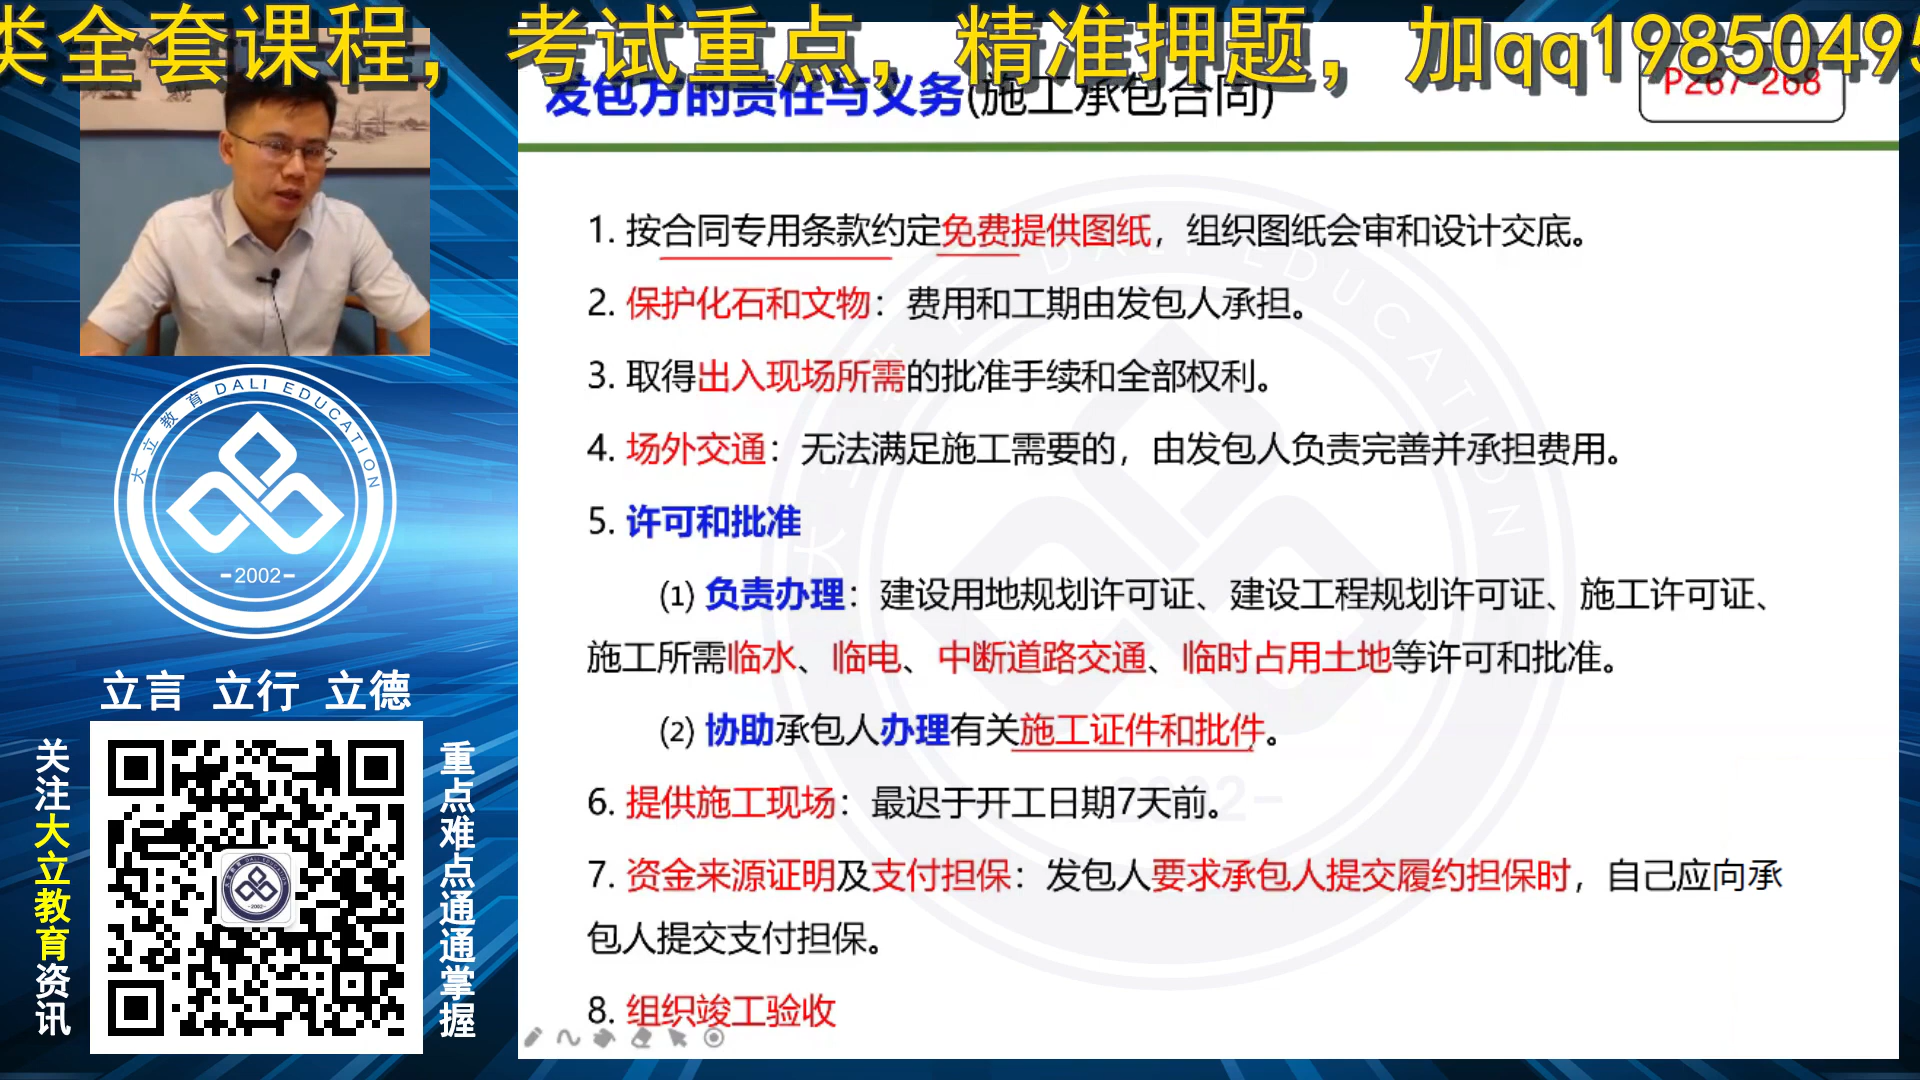 类全套课程，考试重点，精准押题，加qq19850495
发包方的责任与义务(施工承包合同)
P267-268
1. 按合同专用条款约定免费提供图纸，组织图纸会审和设计交底。
2. 保护化石和文物：费用和工期由发包人承担。
3. 取得出入现场所需的批准手续和全部权利。
4. 场外交通：无法满足施工需要的，由发包人负责完善并承担费用。
5. 许可和批准
(1) 负责办理：建设用地规划许可证、建设工程规划许可证、施工许可证、
施工所需临水、临电、中断道路交通、临时占用土地等许可和批准。
(2) 协助承包人办理有关施工证件和批件。
6. 提供施工现场：最迟于开工日期7天前。
7. 资金来源证明及支付担保：发包人要求承包人提交履约担保时，自己应向承
包人提交支付担保。
8. 组织竣工验收
大立教育 DALI EDUCATION
-2002-
立言 立行 立德
关注大立教育资讯
重点难点通通掌握